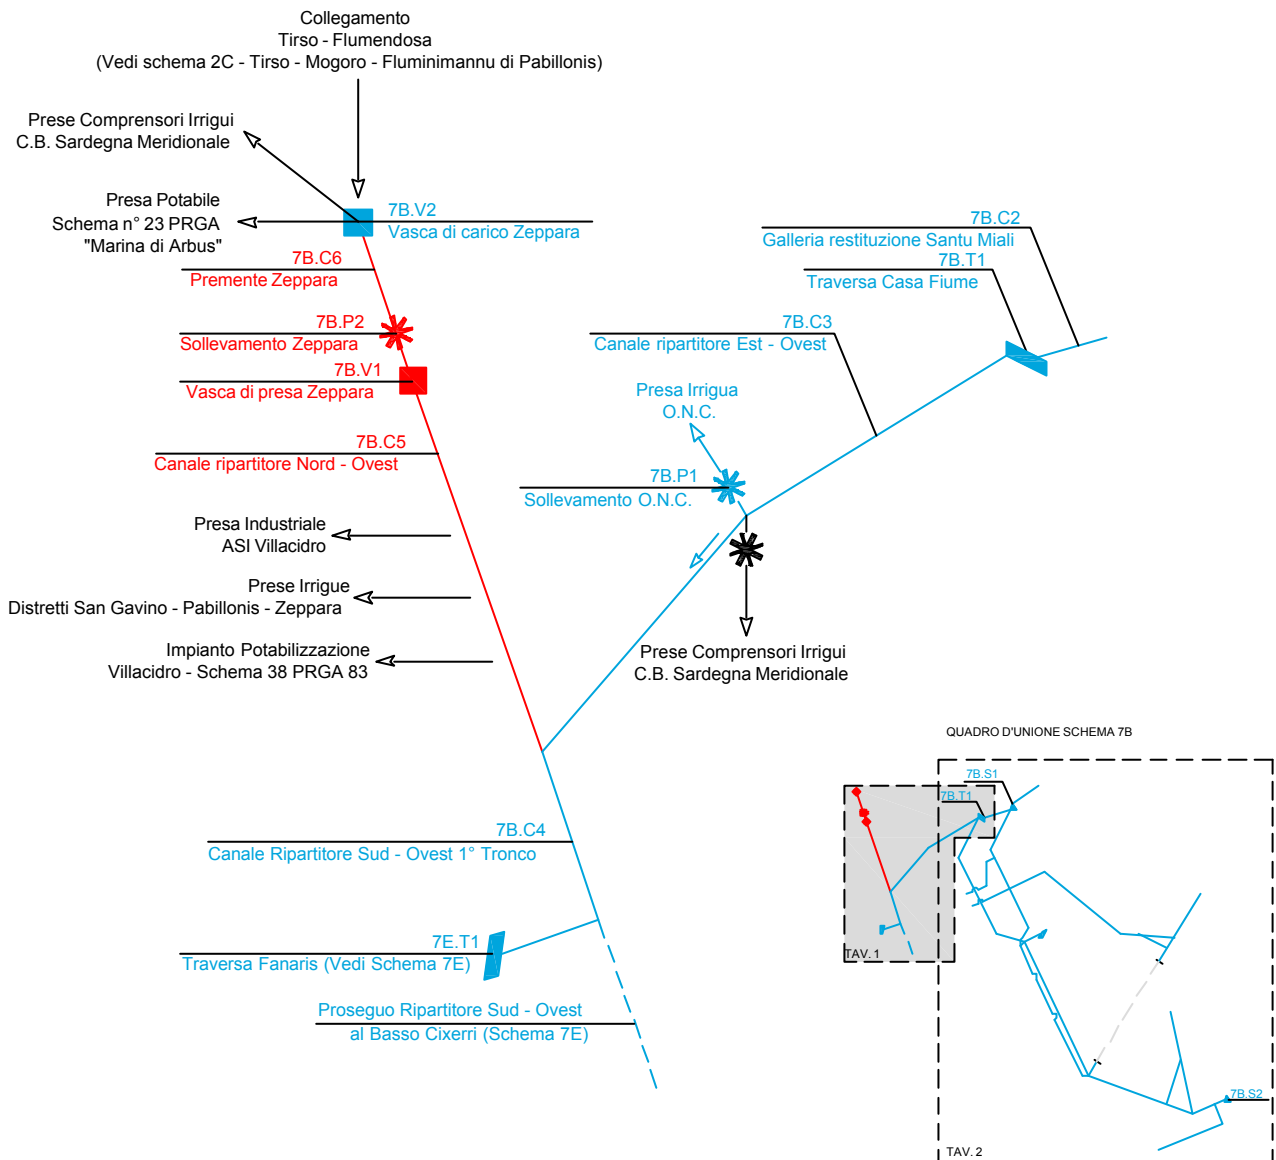 Collegamento
Tirso - Flumendosa
(Vedi schema 2C - Tirso - Mogoro - Fluminimannu di Pabillonis)
Prese Comprensori Irrigui
C.B. Sardegna Meridionale
Presa Potabile
Schema n° 23 PRGA
"Marina di Arbus"
7B.V2
Vasca di carico Zeppara
7B.C6
Premente Zeppara
7B.P2
Sollevamento Zeppara
7B.V1
Vasca di presa Zeppara
7B.C5
Canale ripartitore Nord - Ovest
Presa Industriale
ASI Villacidro
Prese Irrigue
Distretti San Gavino - Pabillonis - Zeppara
Impianto Potabilizzazione
Villacidro - Schema 38 PRGA 83
7B.C2
Galleria restituzione Santu Miali
7B.T1
Traversa Casa Fiume
7B.C3
Canale ripartitore Est - Ovest
Presa Irrigua
O.N.C.
7B.P1
Sollevamento O.N.C.
Prese Comprensori Irrigui
C.B. Sardegna Meridionale
7B.C4
Canale Ripartitore Sud - Ovest 1° Tronco
7E.T1
Traversa Fanaris (Vedi Schema 7E)
Proseguo Ripartitore Sud - Ovest
al Basso Cixerri (Schema 7E)
QUADRO D'UNIONE SCHEMA 7B
7B.S1
7B.T1
TAV. 1
7B.S2
TAV. 2